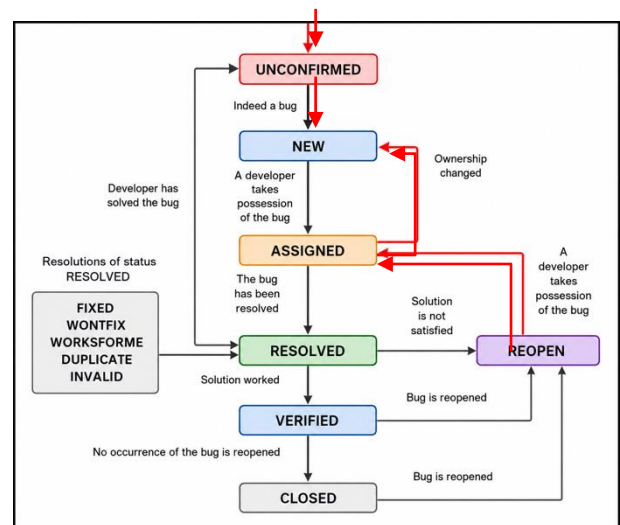 UNCONFIRMED
Indeed a bug
NEW
Ownership
changed
A developer
takes
possession
of the bug
Developer has
solved the bug
ASSIGNED
A
developer
takes
possession
of the bug
Resolutions of status
RESOLVED
The bug
has been
resolved
FIXED
WONTFIX
WORKSFORME
DUPLICATE
INVALID
Solution
is not
satisfied
RESOLVED
REOPEN
Solution worked
Bug is reopened
VERIFIED
No occurrence of the bug is reopened
Bug is reopened
CLOSED